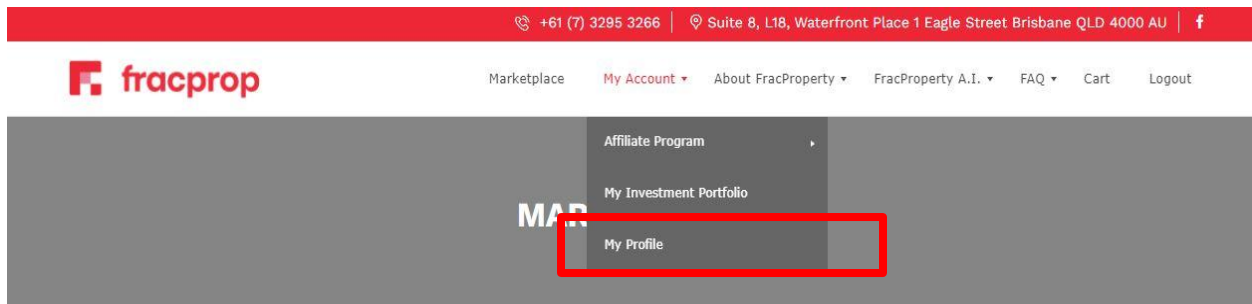 +61 (7) 3295 3266 Suite 8, L18, Waterfront Place 1 Eagle Street Brisbane QLD 4000 AU
fracprop Marketplace My Account About FracProperty FracProperty A.I. FAQ Cart Logout
Affiliate Program
My Investment Portfolio
MAR
My Profile